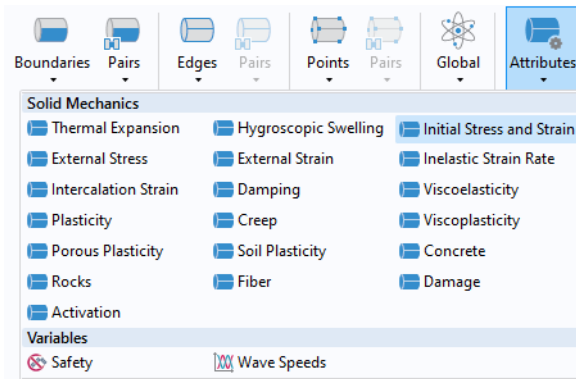 Boundaries Pairs Edges Pairs Points Pairs Global Attributes
Solid Mechanics
Thermal Expansion Hygroscopic Swelling Initial Stress and Strain
External Stress External Strain Inelastic Strain Rate
Intercalation Strain Damping Viscoelasticity
Plasticity Creep Viscoplasticity
Porous Plasticity Soil Plasticity Concrete
Rocks Fiber Damage
Activation
Variables
Safety Wave Speeds